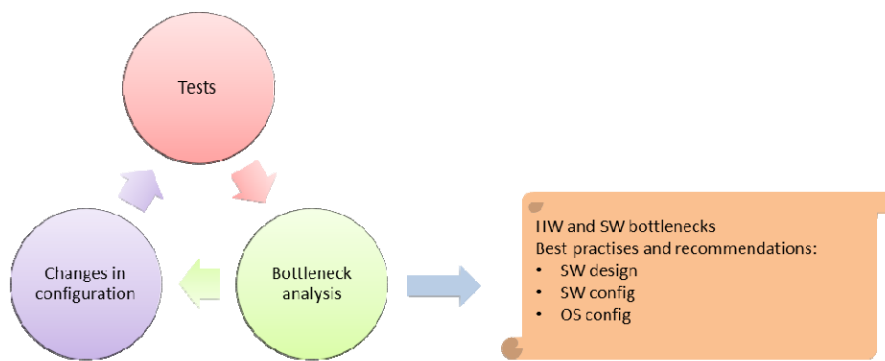 Tests
Changes in
configuration
Bottleneck
analysis
HW and SW bottlenecks
Best practises and recommendations:
• SW design
• SW config
• OS config